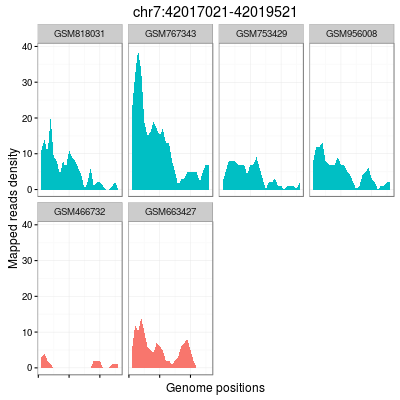 chr7:42017021-42019521
GSM818031 GSM767343 GSM753429 GSM956008
40
30
20
10
0
Mapped reads density
GSM466732 GSM663427
40
30
20
10
0
Genome positions